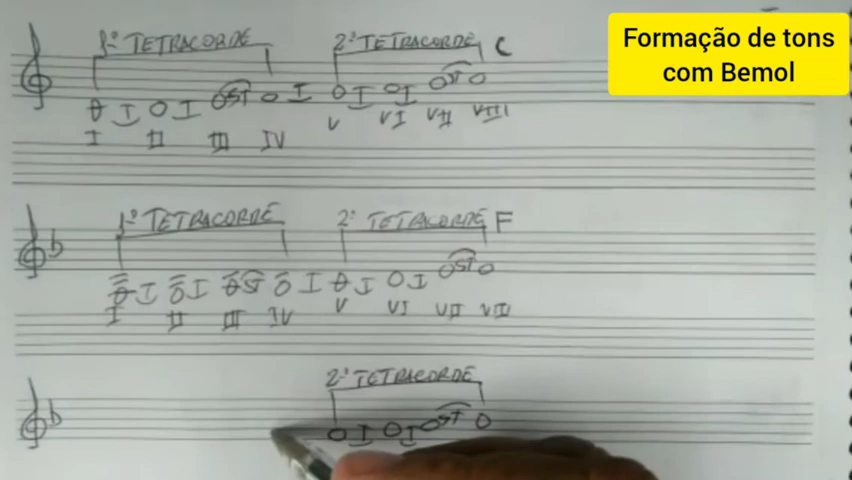 Formação de tons
com Bemol
1º TETRACORDE 2º TETRACORDE C
T T ST T T T ST
I II III IV V VI VII VIII
1º TETRACORDE 2º TETRACORDE F
T T ST T T T ST
I II III IV V VI VII VII
2º TETRACORDE
T T ST